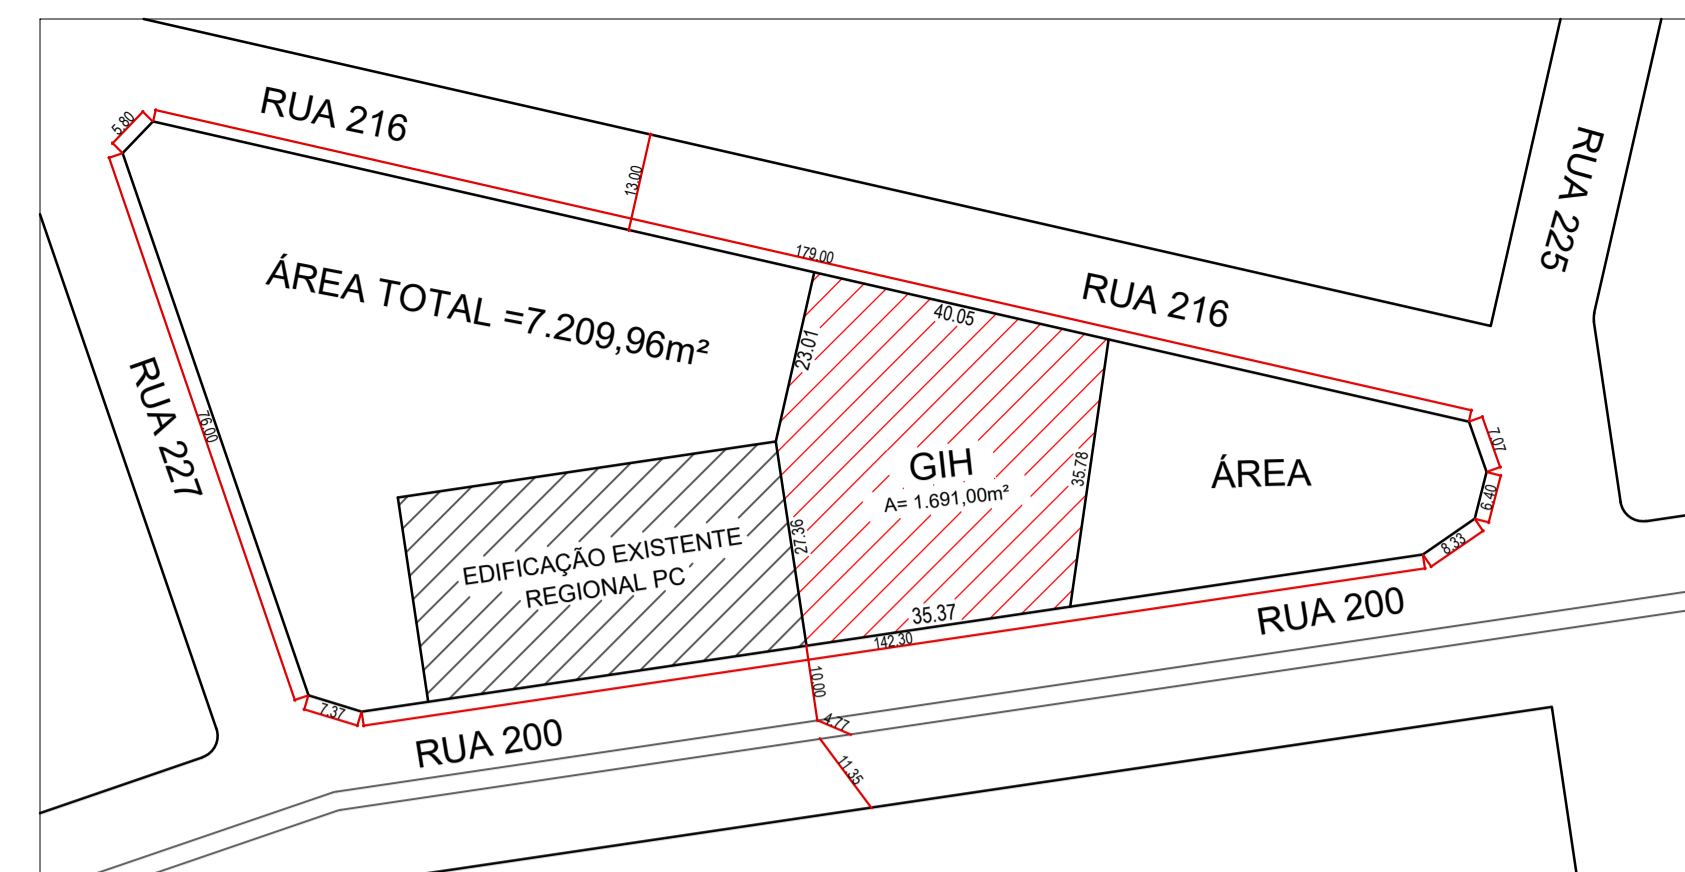 5.80
RUA 216
13.00
179.00
RUA 225
ÁREA TOTAL =7.209,96m²
RUA 216
40.05
23.01
RUA 227
76.00
7.07
GIH
A= 1.691,00m²
35.78
ÁREA
6.40
EDIFICAÇÃO EXISTENTE
REGIONAL PC
27.36
8.33
35.37
142.30
RUA 200
7.37
10.00
RUA 200
4.77
11.35